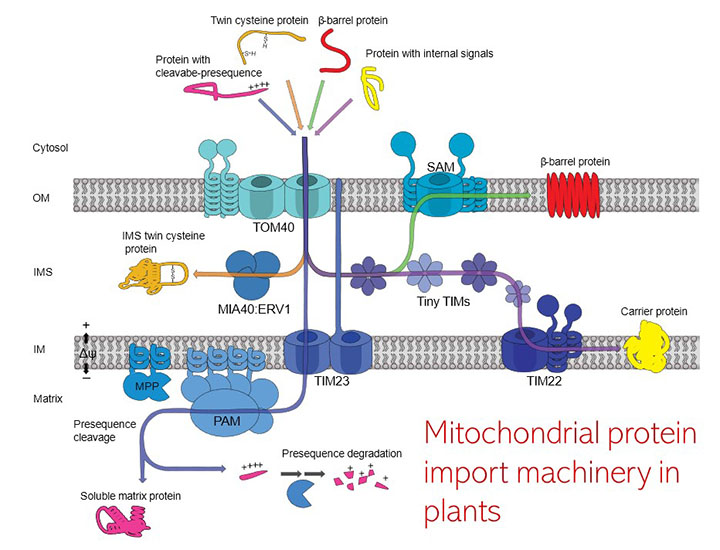 Twin cysteine protein
β-barrel protein
Protein with
cleavabe-presequence
Protein with internal signals
S-H
S
H
++++
Cytosol
SAM
β-barrel protein
OM
TOM40
IMS twin cysteine
protein
S
S
IMS
MIA40:ERV1
Tiny TIMs
Carrier protein
+
IM
Δψ
−
MPP
TIM23
TIM22
Matrix
PAM
Presequence
cleavage
Presequence degradation
++++
+ + + + +
Soluble matrix protein
Mitochondrial protein
import machinery in
plants